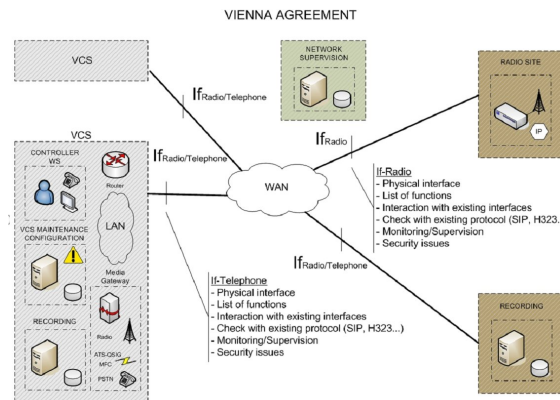 VIENNA AGREEMENT
VCS
NETWORK
SUPERVISION
RADIO SITE
IP
IfRadio/Telephone
IfRadio
VCS
CONTROLLER
WS
Router
LAN
IfRadio/Telephone
WAN
If-Radio
- Physical interface
- List of functions
- Interaction with existing interfaces
- Check with existing protocol (SIP, H323...)
- Monitoring/Supervision
- Security issues
VCS MAINTENANCE
CONFIGURATION
Media
Gateway
IfRadio/Telephone
If-Telephone
- Physical interface
- List of functions
- Interaction with existing interfaces
- Check with existing protocol (SIP, H323...)
- Monitoring/Supervision
- Security issues
RECORDING
Radio
ATS-QSIG
MFC
PSTN
RECORDING